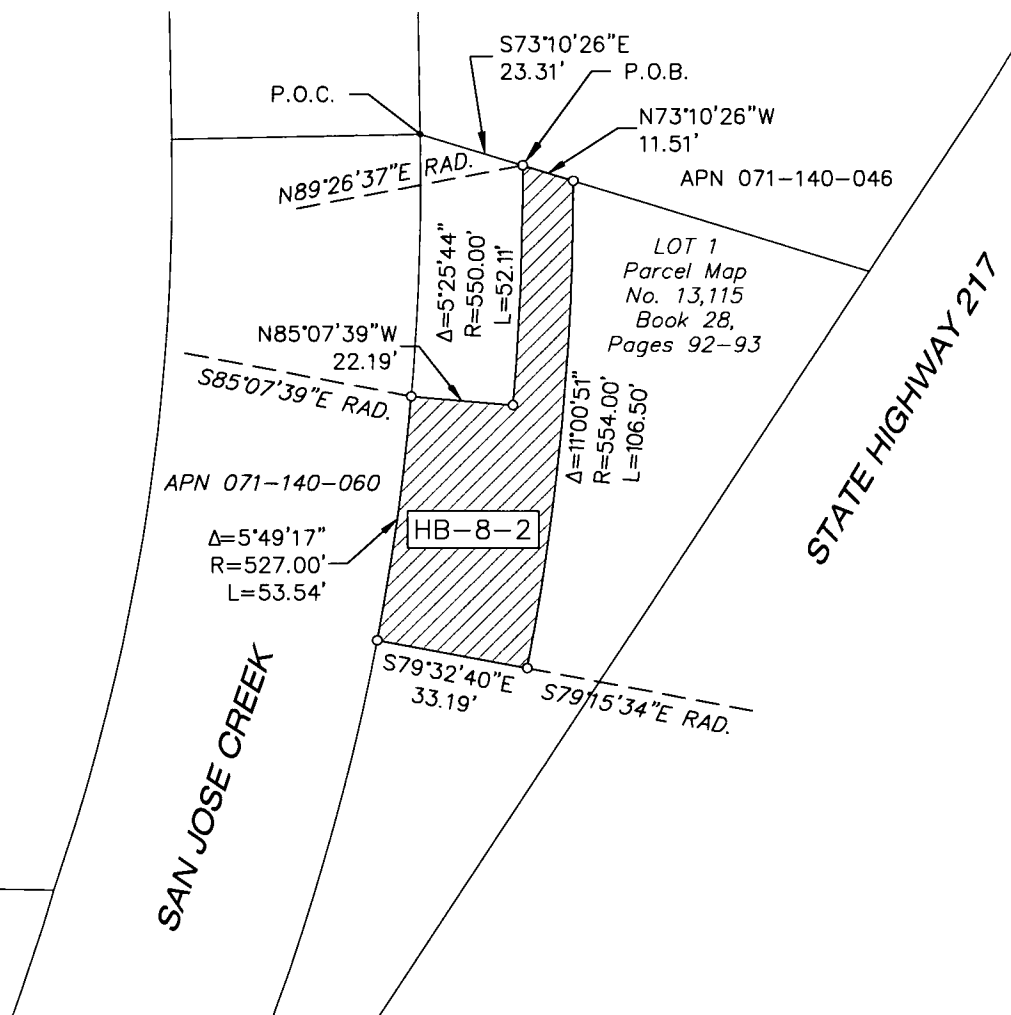 S73°10'26"E
23.31'
P.O.B.
P.O.C.
N73°10'26"W
11.51'
N89°26'37"E RAD.
APN 071-140-046
LOT 1
Parcel Map
No. 13,115
Book 28,
Pages 92-93
Δ=5°25'44"
R=550.00'
L=52.11'
N85°07'39"W
22.19'
S85°07'39"E RAD.
STATE HIGHWAY 217
Δ=11°00'51"
R=554.00'
L=106.50'
APN 071-140-060
HB-8-2
Δ=5°49'17"
R=527.00'
L=53.54'
S79°32'40"E
33.19'
S79°15'34"E RAD.
SAN JOSE CREEK